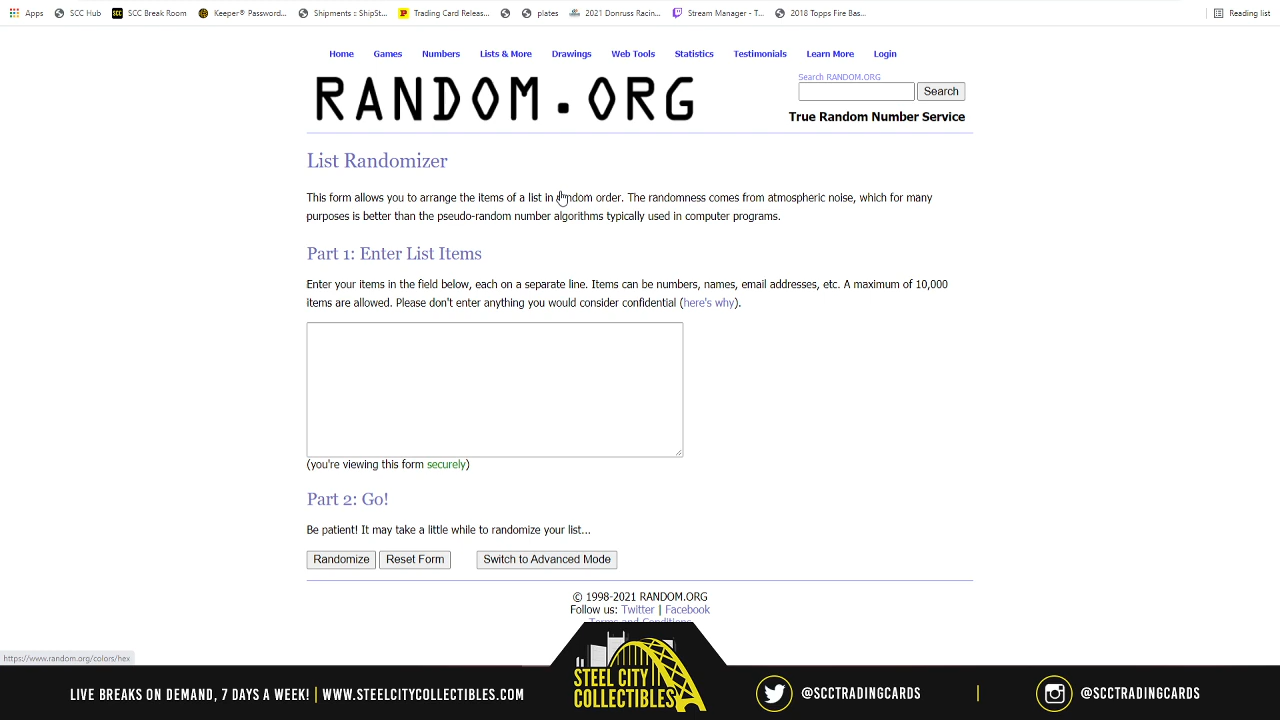 Apps SCC Hub SCC Break Room Keeper® Password... Shipments :: ShipSt... Trading Card Releas... plates 2021 Donruss Racin... Stream Manager - T... 2018 Topps Fire Bas... Reading list
Home Games Numbers Lists & More Drawings Web Tools Statistics Testimonials Learn More Login
RANDOM.ORG
Search RANDOM.ORG
Search
True Random Number Service
List Randomizer
This form allows you to arrange the items of a list in random order. The randomness comes from atmospheric noise, which for many
purposes is better than the pseudo-random number algorithms typically used in computer programs.
Part 1: Enter List Items
Enter your items in the field below, each on a separate line. Items can be numbers, names, email addresses, etc. A maximum of 10,000
items are allowed. Please don't enter anything you would consider confidential (here's why).
(you're viewing this form securely)
Part 2: Go!
Be patient! It may take a little while to randomize your list...
Randomize Reset Form Switch to Advanced Mode
© 1998-2021 RANDOM.ORG
Follow us: Twitter | Facebook
Terms and Conditions
https://www.random.org/colors/hex
LIVE BREAKS ON DEMAND, 7 DAYS A WEEK! | WWW.STEELCITYCOLLECTIBLES.COM
STEEL CITY
COLLECTIBLES
@SCCTRADINGCARDS | @SCCTRADINGCARDS